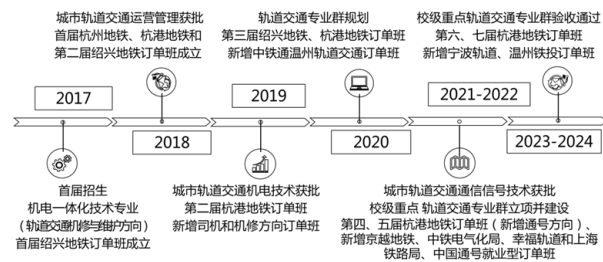 城市轨道交通运营管理获批
首届杭州地铁、杭港地铁和
第二届绍兴地铁订单班成立
轨道交通专业群规划
第三届绍兴地铁、杭港地铁订单班
新增中铁通温州轨道交通订单班
校级重点轨道交通专业群验收通过
第六、七届杭港地铁订单班
新增宁波轨道、温州铁投订单班
2017
2018
2019
2020
2021-2022
2023-2024
首届招生
机电一体化技术专业
（轨道交通机修与维护方向）
首届绍兴地铁订单班成立
城市轨道交通机电技术获批
第二届杭港地铁订单班
新增司机和机修方向订单班
城市轨道交通通信信号技术获批
校级重点 轨道交通专业群立项并建设
第四、五届杭港地铁订单班（新增通号方向）、
新增京越地铁、中铁电气化局、幸福轨道和上海
铁路局、中国通号就业型订单班